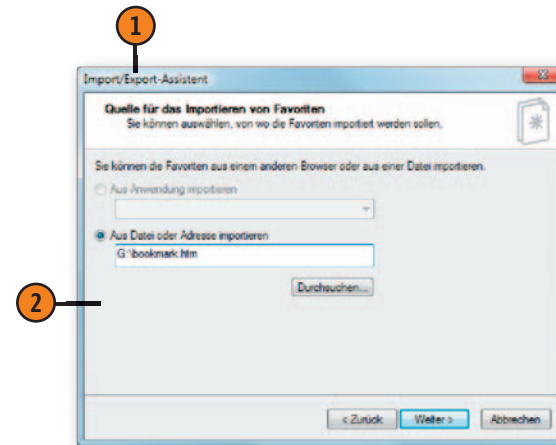 1
Import/Export-Assistent
Quelle für das Importieren von Favoriten
Sie können auswählen, von wo die Favoriten importiert werden sollen.
Sie können die Favoriten aus einem anderen Browser oder aus einer Datei importieren.
Aus Anwendung importieren
Aus Datei oder Adresse importieren
G:\bookmark.htm
2
Durchsuchen...
< Zurück
Weiter >
Abbrechen